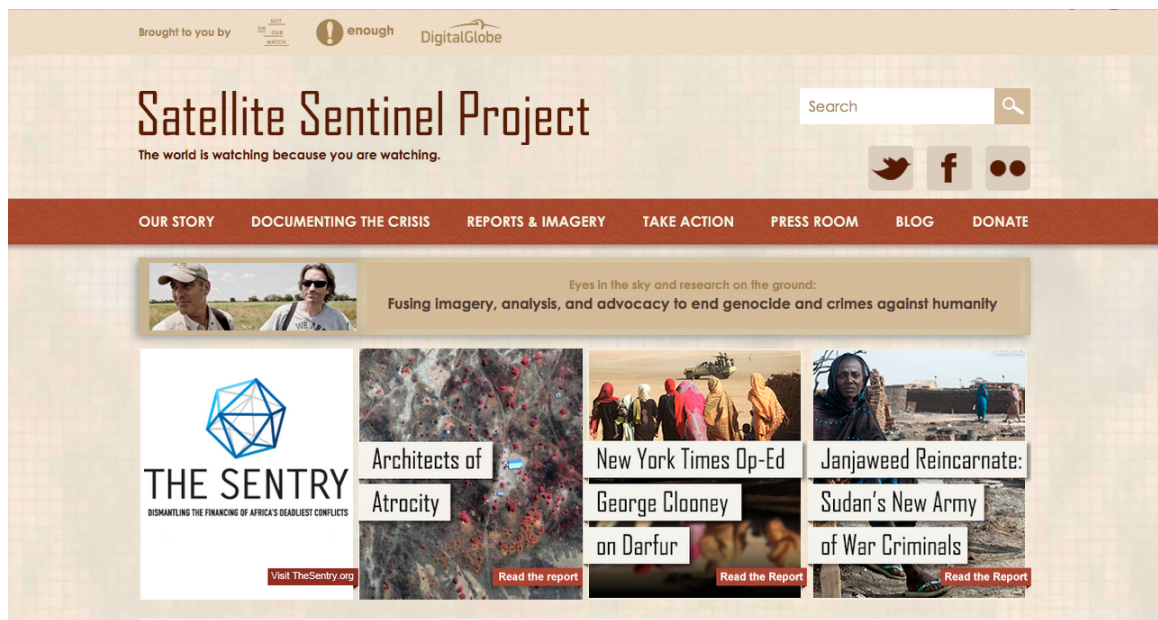 Brought to you by
NOT
ON OUR
WATCH
enough
DigitalGlobe
Satellite Sentinel Project
The world is watching because you are watching.
Search
OUR STORY
DOCUMENTING THE CRISIS
REPORTS & IMAGERY
TAKE ACTION
PRESS ROOM
BLOG
DONATE
Eyes in the sky and research on the ground:
Fusing imagery, analysis, and advocacy to end genocide and crimes against humanity
THE SENTRY
DISMANTLING THE FINANCING OF AFRICA'S DEADLIEST CONFLICTS
Visit TheSentry.org
Architects of
Atrocity
Read the report
New York Times Op-Ed
George Clooney
on Darfur
Read the Report
Janjaweed Reincarnate:
Sudan's New Army
of War Criminals
Read the Report